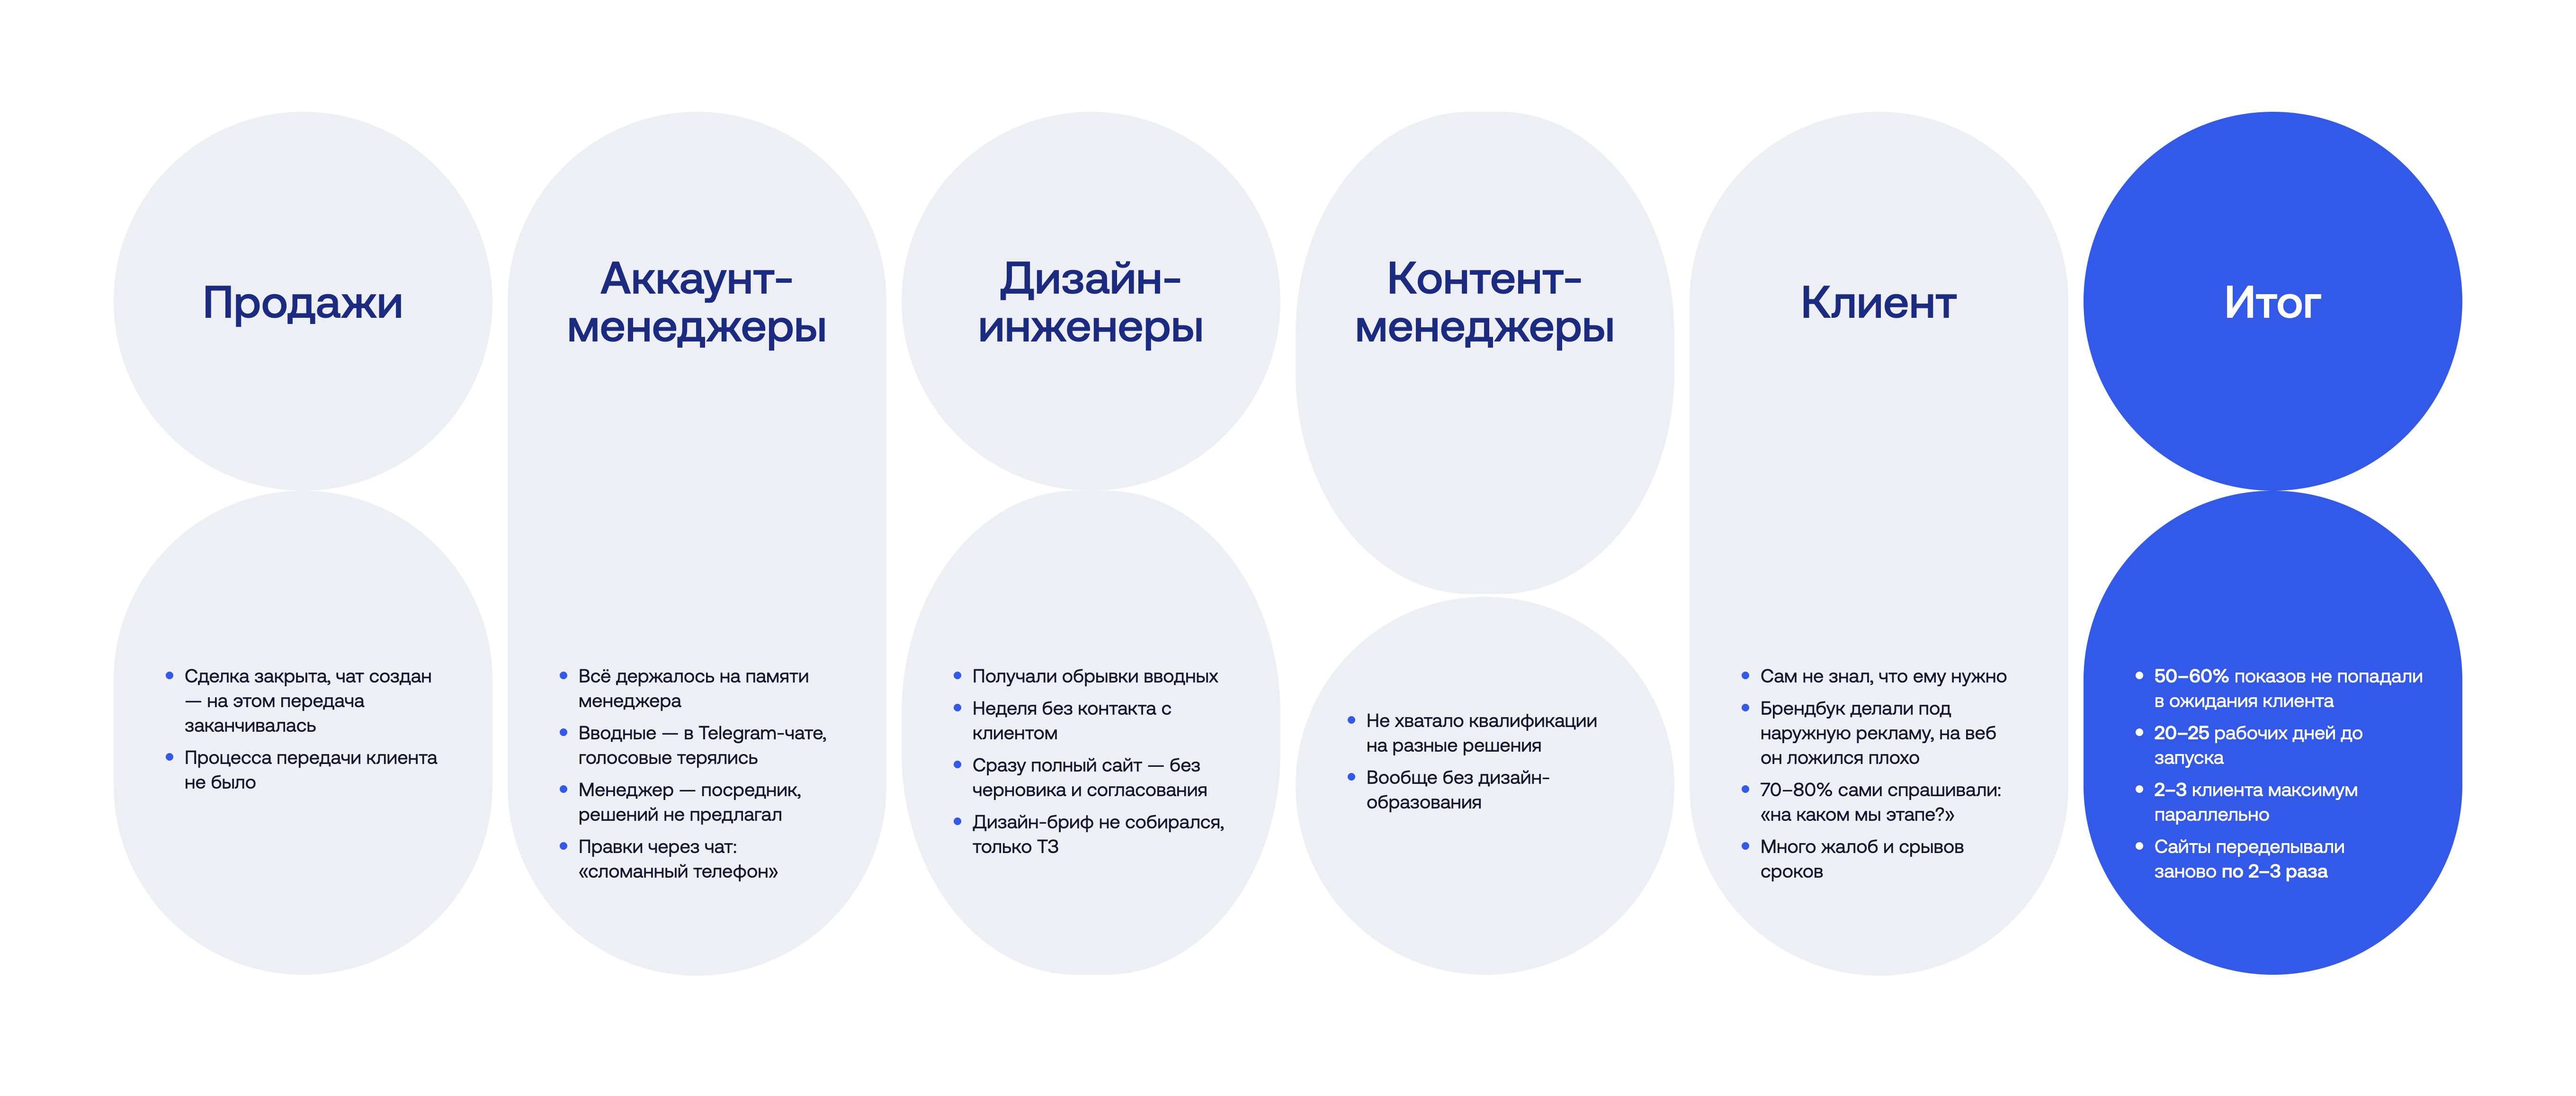 Продажи
Сделка закрыта, чат создан
— на этом передача
заканчивалась
Процесса передачи клиента
не было
Аккаунт-
менеджеры
Всё держалось на памяти
менеджера
Вводные — в Telegram-чате,
голосовые терялись
Менеджер — посредник,
решений не предлагал
Правки через чат:
«сломанный телефон»
Дизайн-
инженеры
Получали обрывки вводных
Неделя без контакта с
клиентом
Сразу полный сайт — без
черновика и согласования
Дизайн-бриф не собирался,
только ТЗ
Контент-
менеджеры
Не хватало квалификации
на разные решения
Вообще без дизайн-
образования
Клиент
Сам не знал, что ему нужно
Брендбук делали под
наружную рекламу, на веб
он ложился плохо
70–80% сами спрашивали:
«на каком мы этапе?»
Много жалоб и срывов
сроков
Итог
50–60% показов не попадали
в ожидания клиента
20–25 рабочих дней до
запуска
2–3 клиента максимум
параллельно
Сайты переделывали
заново по 2–3 раза